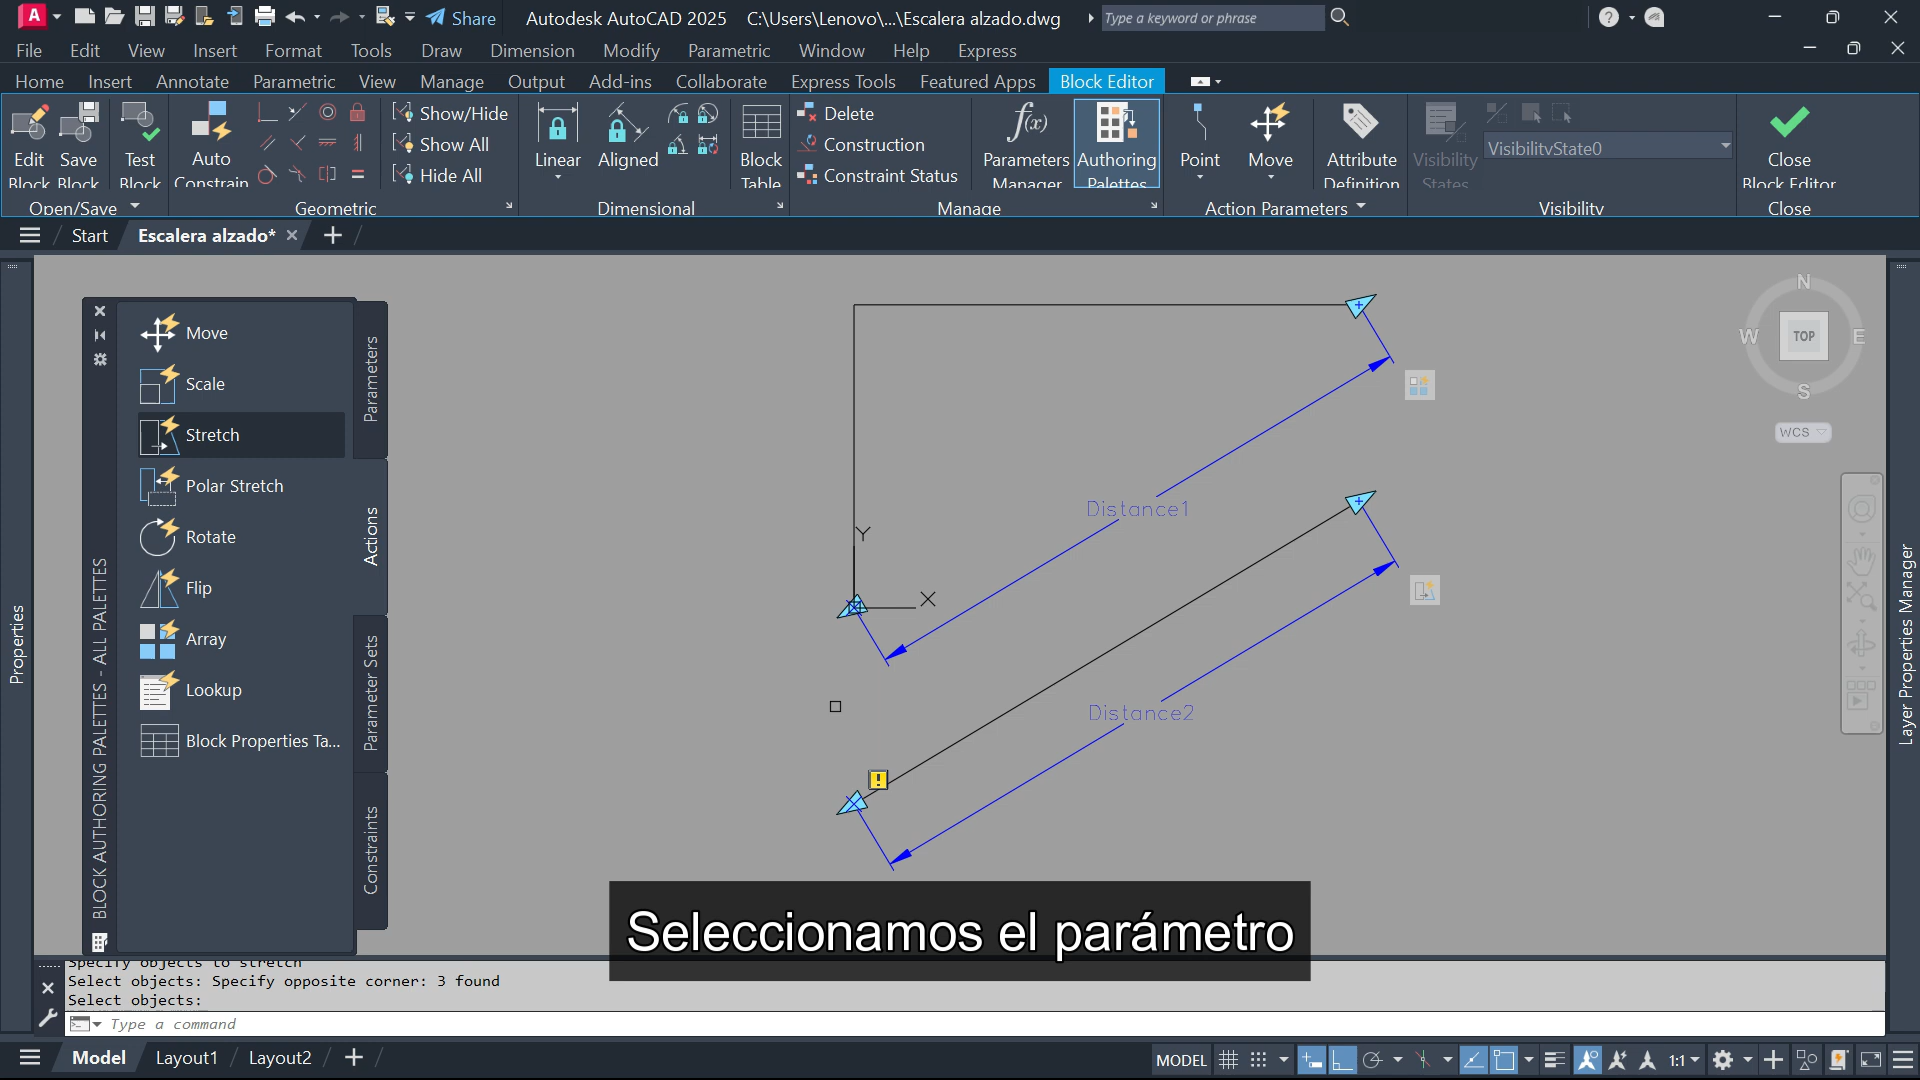 A Share Autodesk AutoCAD 2025 C:\Users\Lenovo\...\Escalera alzado.dwg Type a keyword or phrase
File Edit View Insert Format Tools Draw Dimension Modify Parametric Window Help Express
Home Insert Annotate Parametric View Manage Output Add-ins Collaborate Express Tools Featured Apps Block Editor
Edit Block
Save Block
Test Block
Open/Save
Auto Constrain
Geometric
Show/Hide
Show All
Hide All
Linear
Aligned
Dimensional
Block Table
Delete
Construction
Constraint Status
Parameters Manager
Authoring Palettes
Manage
Point
Move
Action Parameters
Attribute Definition
Visibility States
VisibilityState0
Visibility
Close Block Editor
Close
Start Escalera alzado*
Properties
BLOCK AUTHORING PALETTES - ALL PALETTES
Move
Scale
Stretch
Polar Stretch
Rotate
Flip
Array
Lookup
Block Properties Ta...
Parameters
Actions
Parameter Sets
Constraints
Distance1
Y
X
Distance2
N
W TOP E
S
WCS
Layer Properties Manager
Seleccionamos el parámetro
Specify objects to stretch
Select objects: Specify opposite corner: 3 found
Select objects:
Type a command
Model Layout1 Layout2
MODEL 1:1